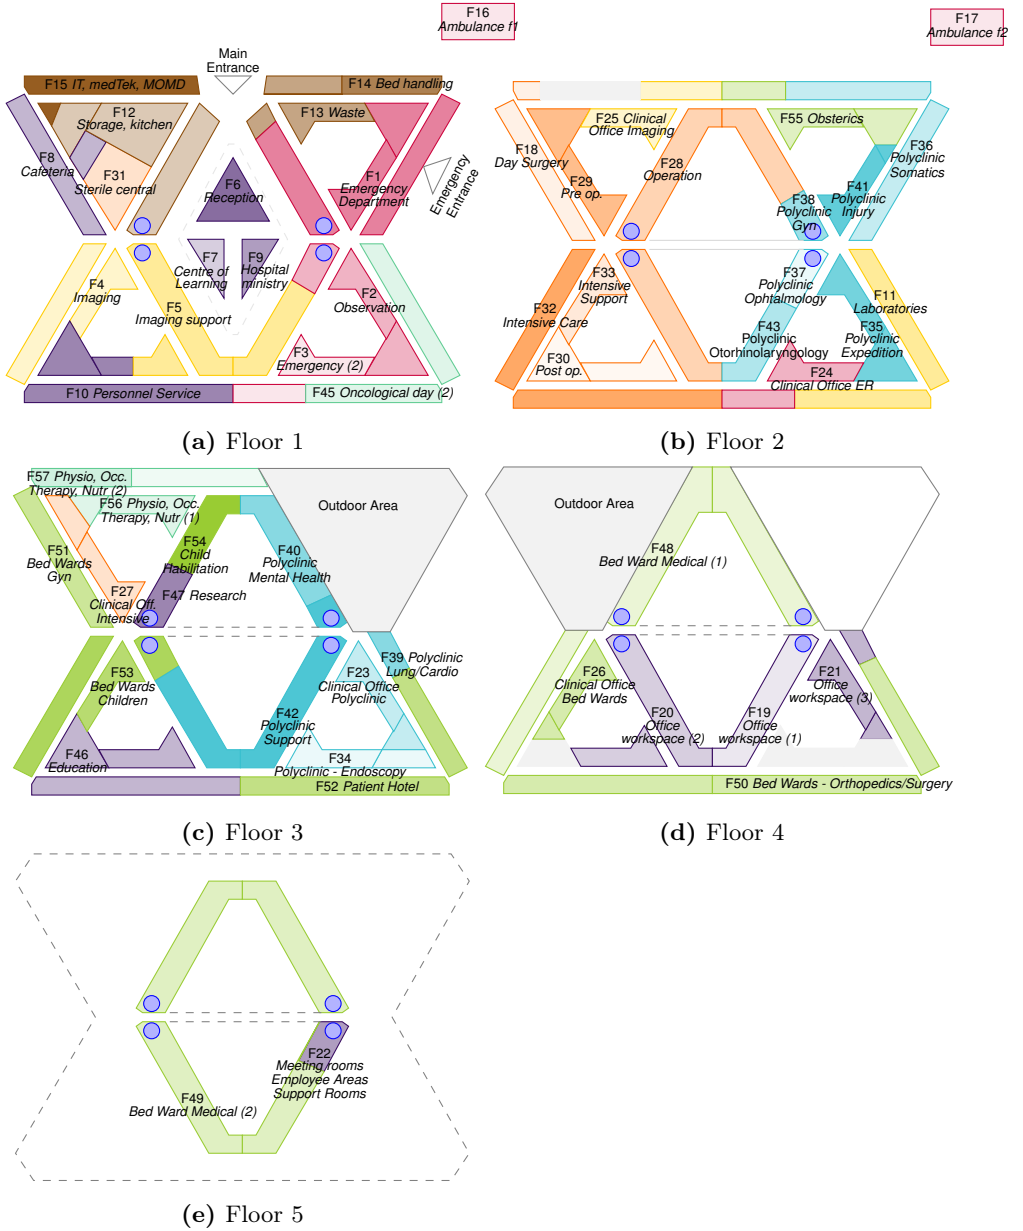 F16
Ambulance f1
F17
Ambulance f2
Main
Entrance
F15 IT, medTek, MOMD
F14 Bed handling
F12
Storage, kitchen
F13 Waste
F8
Cafeteria
F31
Sterile central
F6
Reception
F1
Emergency
Department
Emergency
Entrance
F7
Centre of
Learning
F9
Hospital
ministry
F4
Imaging
F5
Imaging support
F2
Observation
F3
Emergency (2)
F10 Personnel Service
F45 Oncological day (2)
(a) Floor 1
F25 Clinical
Office Imaging
F55 Obsterics
F18
Day Surgery
F28
Operation
F36
Polyclinic
Somatics
F29
Pre op.
F41
Polyclinic
Injury
F38
Polyclinic
Gyn
F33
Intensive
Support
F37
Polyclinic
Ophtalmology
F32
Intensive Care
F11
Laboratories
F43
Polyclinic
Otorhinolaryngology
F35
Polyclinic
Expedition
F30
Post op.
F24
Clinical Office ER
(b) Floor 2
F57 Physio, Occ.
Therapy, Nutr (2)
F56 Physio, Occ.
Therapy, Nutr (1)
Outdoor Area
F51
Bed Wards
Gyn
F54
Child
Habilitation
F40
Polyclinic
Mental Health
F27
Clinical Off.
Intensive
F47 Research
F53
Bed Wards
Children
F23
Clinical Office
Polyclinic
F39 Polyclinic
Lung/Cardio
F42
Polyclinic
Support
F46
Education
F34
Polyclinic - Endoscopy
F52 Patient Hotel
(c) Floor 3
Outdoor Area
F48
Bed Ward Medical (1)
F26
Clinical Office
Bed Wards
F21
Office
workspace (3)
F20
Office
workspace (2)
F19
Office
workspace (1)
F50 Bed Wards - Orthopedics/Surgery
(d) Floor 4
F22
Meeting rooms
Employee Areas
Support Rooms
F49
Bed Ward Medical (2)
(e) Floor 5